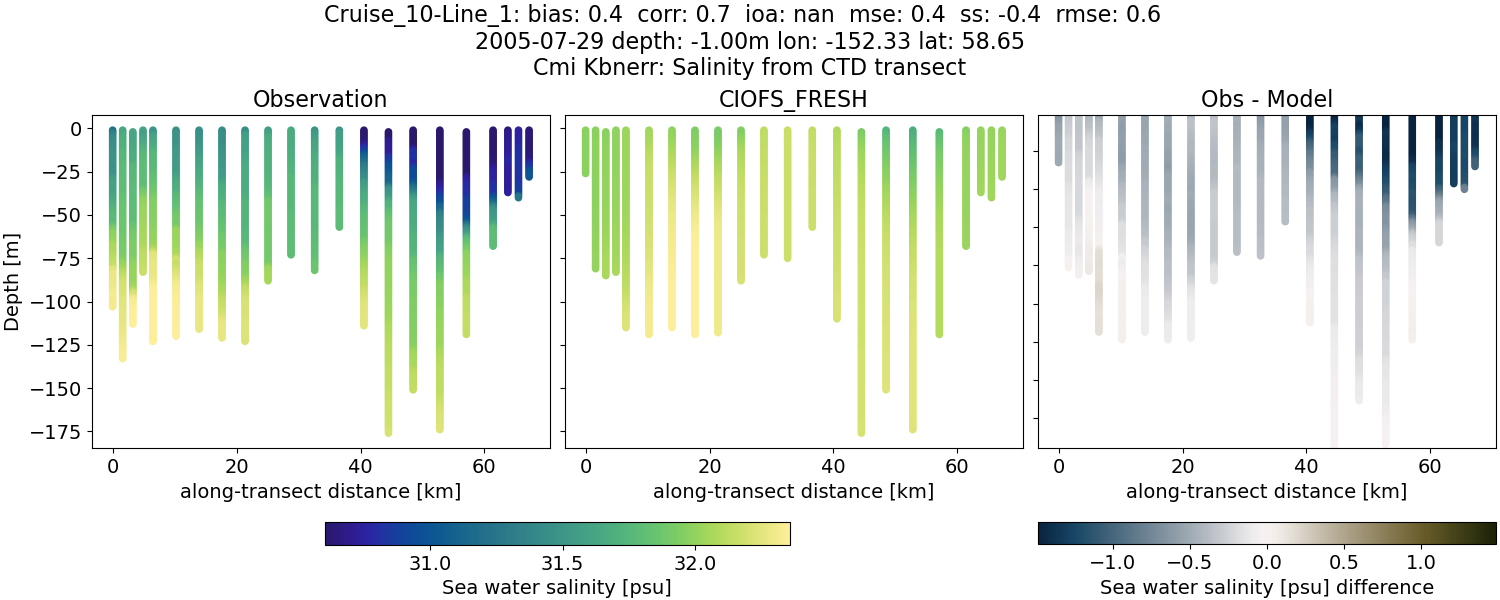 Cruise_10-Line_1: bias: 0.4  corr: 0.7  ioa: nan  mse: 0.4  ss: -0.4  rmse: 0.6
2005-07-29 depth: -1.00m lon: -152.33 lat: 58.65
Cmi Kbnerr: Salinity from CTD transect
Observation
CIOFS_FRESH
Obs - Model
Depth [m]
0
−25
−50
−75
−100
−125
−150
−175
0 20 40 60
0 20 40 60
0 20 40 60
along-transect distance [km]
along-transect distance [km]
along-transect distance [km]
31.0 31.5 32.0
Sea water salinity [psu]
−1.0 −0.5 0.0 0.5 1.0
Sea water salinity [psu] difference